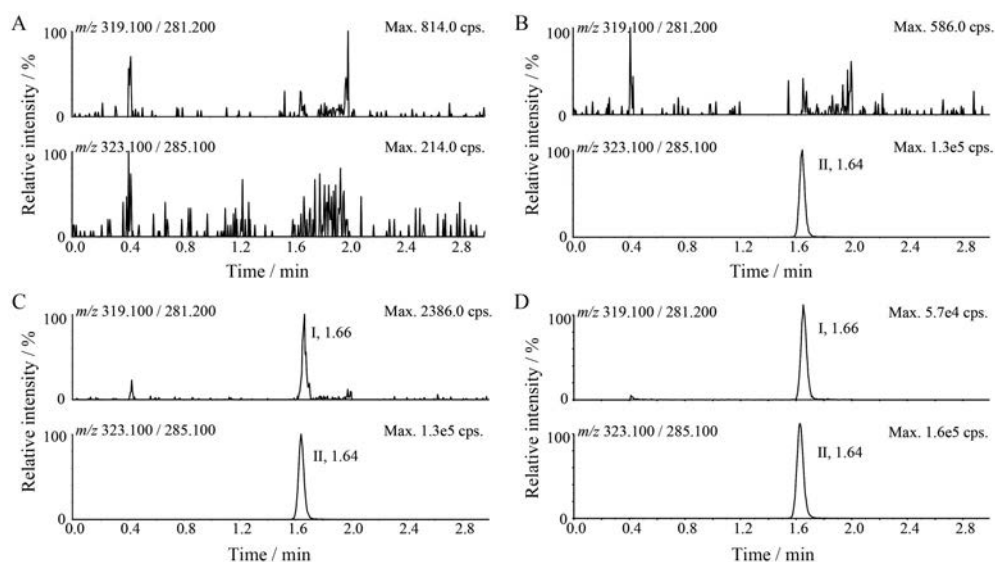 A
m/z 319.100 / 281.200
Max. 814.0 cps.
100
0
m/z 323.100 / 285.100
Max. 214.0 cps.
100
0
Relative intensity / %
0.0 0.4 0.8 1.2 1.6 2.0 2.4 2.8
Time / min
B
m/z 319.100 / 281.200
Max. 586.0 cps.
100
0
m/z 323.100 / 285.100
Max. 1.3e5 cps.
100
II, 1.64
0
Relative intensity / %
0.0 0.4 0.8 1.2 1.6 2.0 2.4 2.8
Time / min
C
m/z 319.100 / 281.200
Max. 2386.0 cps.
100
I, 1.66
0
m/z 323.100 / 285.100
Max. 1.3e5 cps.
100
II, 1.64
0
Relative intensity / %
0.0 0.4 0.8 1.2 1.6 2.0 2.4 2.8
Time / min
D
m/z 319.100 / 281.200
Max. 5.7e4 cps.
100
I, 1.66
0
m/z 323.100 / 285.100
Max. 1.6e5 cps.
100
II, 1.64
0
Relative intensity / %
0.0 0.4 0.8 1.2 1.6 2.0 2.4 2.8
Time / min